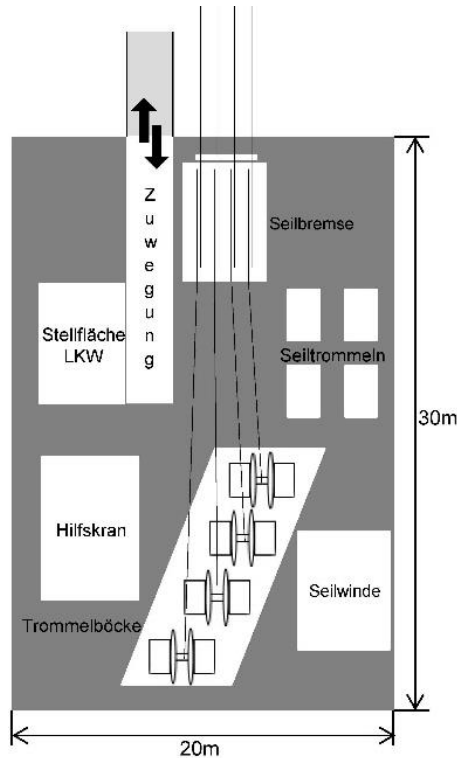 Zuwegung
Seilbremse
Stellfläche
LKW
Seiltrommeln
30m
Hilfskran
Seilwinde
Trommelböcke
20m